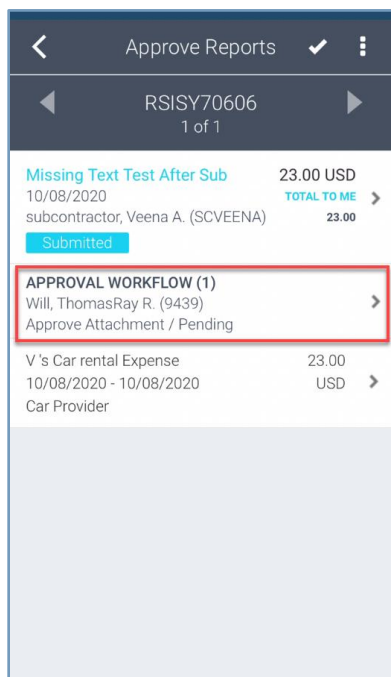 Approve Reports
RSISY70606
1 of 1
Missing Text Test After Sub 23.00 USD
10/08/2020 TOTAL TO ME
subcontractor, Veena A. (SCVEENA) 23.00
Submitted
APPROVAL WORKFLOW (1)
Will, ThomasRay R. (9439)
Approve Attachment / Pending
V 's Car rental Expense 23.00
10/08/2020 - 10/08/2020 USD
Car Provider